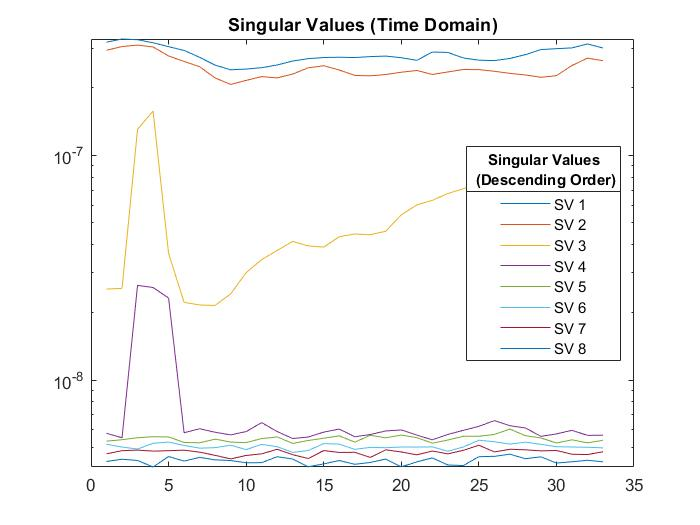 Singular Values (Time Domain)
10-7
10-8
0 5 10 15 20 25 30 35
Singular Values
(Descending Order)
SV 1
SV 2
SV 3
SV 4
SV 5
SV 6
SV 7
SV 8